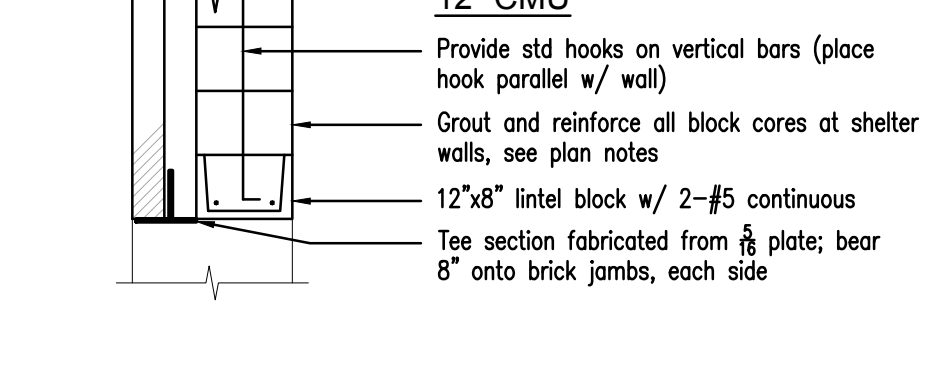 12" CMU
Provide std hooks on vertical bars (place
hook parallel w/ wall)
Grout and reinforce all block cores at shelter
walls, see plan notes
12"x8" lintel block w/ 2-#5 continuous
Tee section fabricated from 5/16 plate; bear
8" onto brick jambs, each side